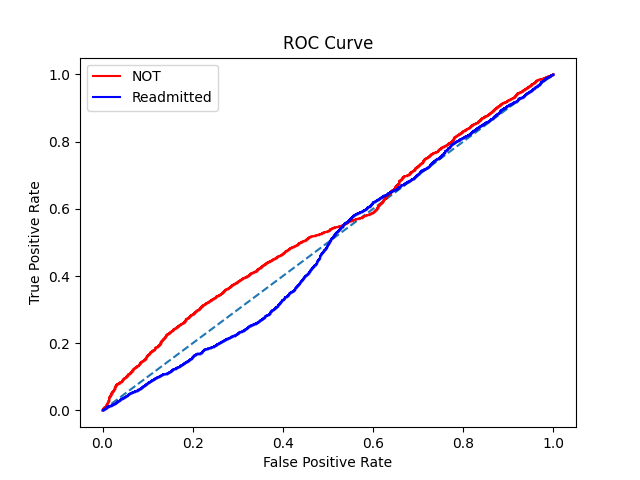 ROC Curve
NOT
Readmitted
True Positive Rate
1.0
0.8
0.6
0.4
0.2
0.0
0.0 0.2 0.4 0.6 0.8 1.0
False Positive Rate